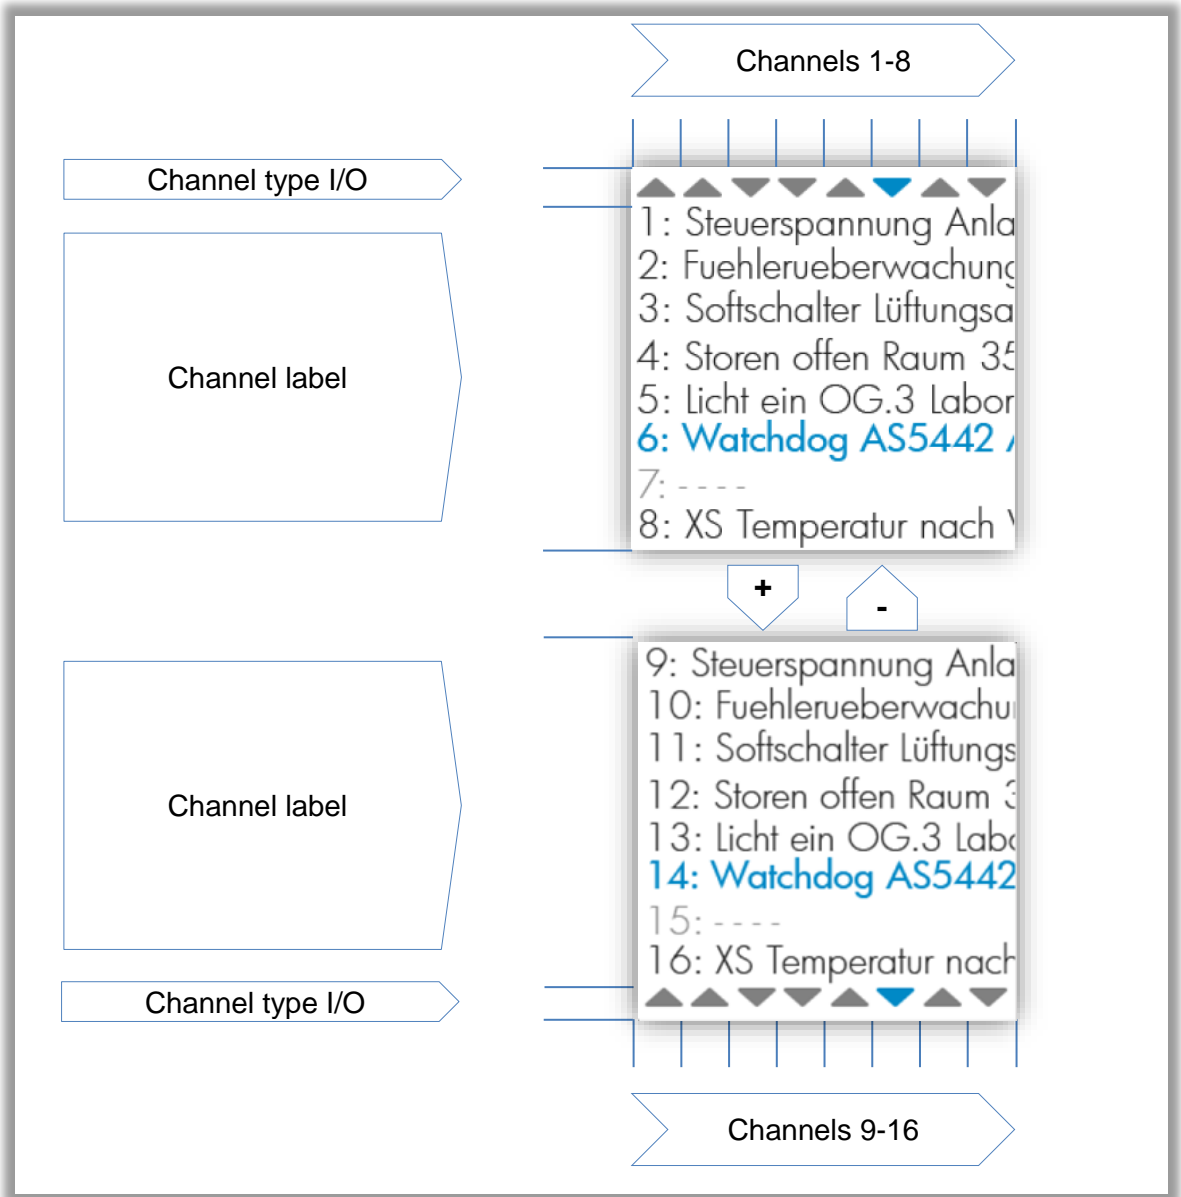 Channels 1-8
Channel type I/O
1: Steuerspannung Anla
2: Fuehlerueberwachung
3: Softschalter Lüftungsa
Channel label
4: Storen offen Raum 35
5: Licht ein OG.3 Labor
6: Watchdog AS5442 A
7: - - - -
8: XS Temperatur nach V
+
-
9: Steuerspannung Anla
10: Fuehlerueberwachu
11: Softschalter Lüftungs
Channel label
12: Storen offen Raum 3
13: Licht ein OG.3 Labo
14: Watchdog AS5442
15: - - - -
16: XS Temperatur nach
Channel type I/O
Channels 9-16